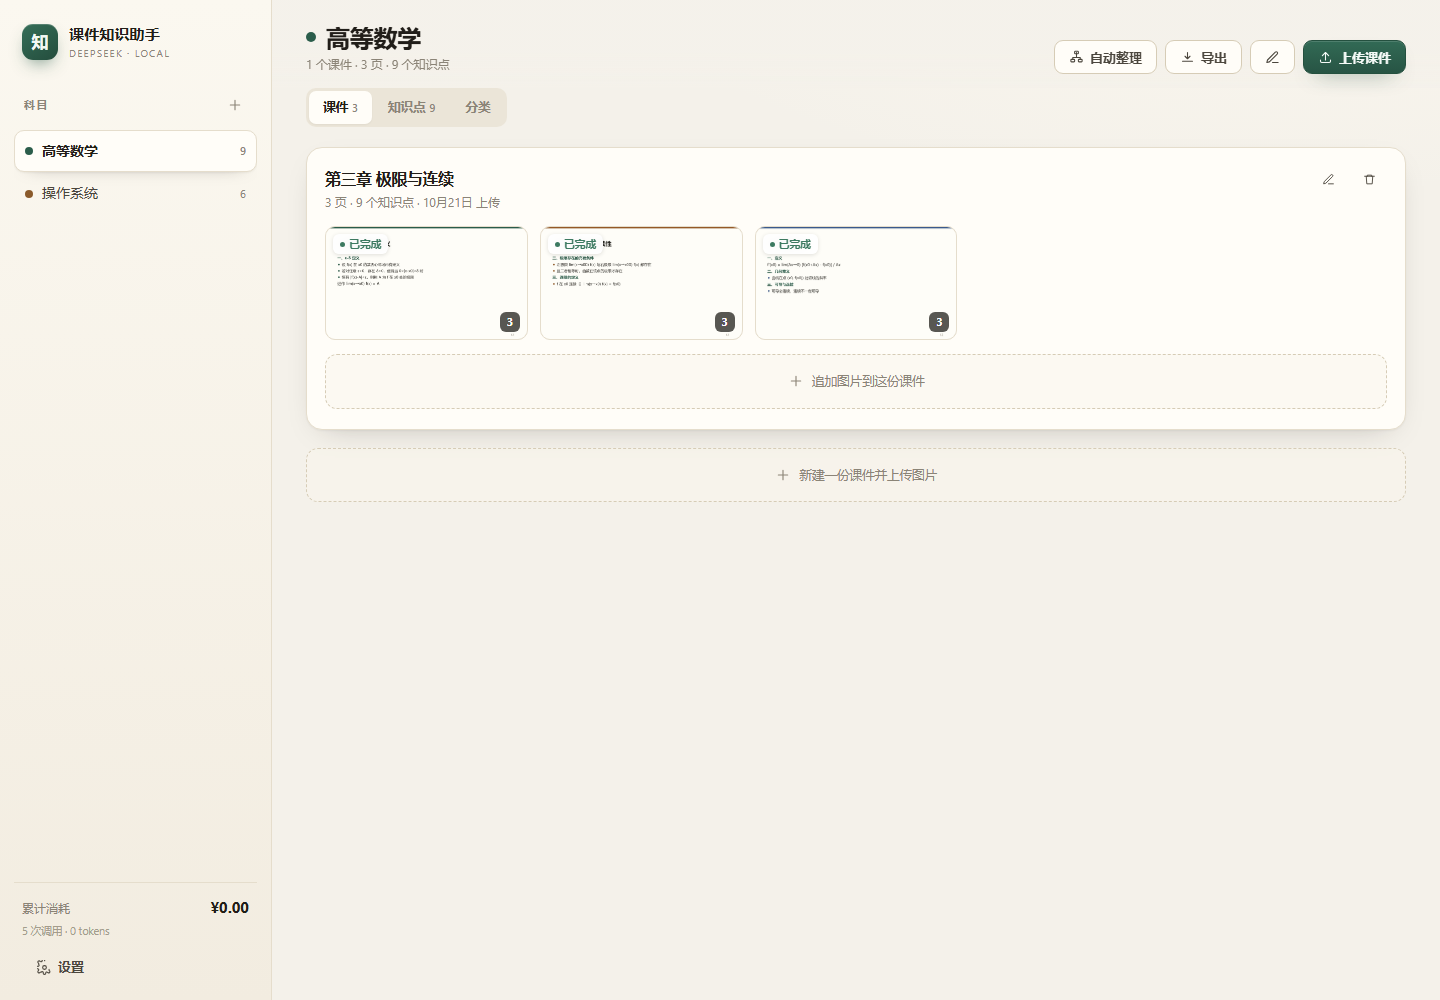 知
课件知识助手
DEEPSEEK · LOCAL
科目
高等数学 9
操作系统 6
累计消耗 ¥0.00
5 次调用 · 0 tokens
设置
高等数学
1 个课件 · 3 页 · 9 个知识点
自动整理
导出
上传课件
课件 3
知识点 9
分类
第三章 极限与连续
3 页 · 9 个知识点 · 10月21日 上传
已完成
3
已完成
3
已完成
3
追加图片到这份课件
新建一份课件并上传图片